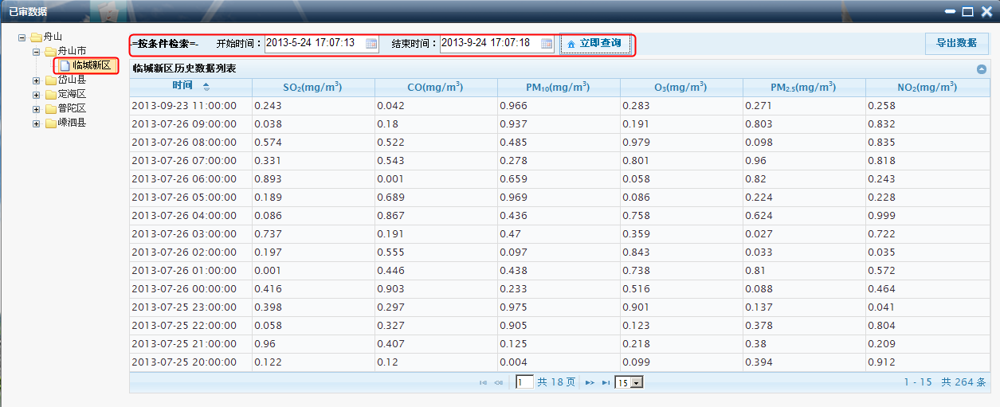 已审数据
舟山
舟山市
临城新区
岱山县
定海区
普陀区
嵊泗县
-=按条件检索=- 开始时间：2013-5-24 17:07:13 结束时间：2013-9-24 17:07:18 立即查询 导出数据
临城新区历史数据列表
时间 SO₂(mg/m³) CO(mg/m³) PM₁₀(mg/m³) O₃(mg/m³) PM₂.₅(mg/m³) NO₂(mg/m³)
2013-09-23 11:00:00 0.243 0.042 0.966 0.283 0.271 0.258
2013-07-26 09:00:00 0.038 0.18 0.937 0.191 0.803 0.832
2013-07-26 08:00:00 0.574 0.522 0.485 0.979 0.098 0.835
2013-07-26 07:00:00 0.331 0.543 0.278 0.801 0.96 0.818
2013-07-26 06:00:00 0.893 0.001 0.659 0.058 0.82 0.243
2013-07-26 05:00:00 0.189 0.689 0.969 0.086 0.224 0.228
2013-07-26 04:00:00 0.086 0.867 0.436 0.758 0.624 0.999
2013-07-26 03:00:00 0.737 0.191 0.47 0.359 0.027 0.722
2013-07-26 02:00:00 0.197 0.555 0.097 0.843 0.033 0.035
2013-07-26 01:00:00 0.001 0.446 0.438 0.738 0.81 0.572
2013-07-26 00:00:00 0.416 0.903 0.233 0.516 0.088 0.464
2013-07-25 23:00:00 0.398 0.297 0.975 0.901 0.137 0.041
2013-07-25 22:00:00 0.058 0.327 0.905 0.123 0.378 0.804
2013-07-25 21:00:00 0.96 0.407 0.125 0.218 0.38 0.209
2013-07-25 20:00:00 0.122 0.12 0.004 0.099 0.394 0.912
1 共 18 页 15 1 - 15 共 264 条